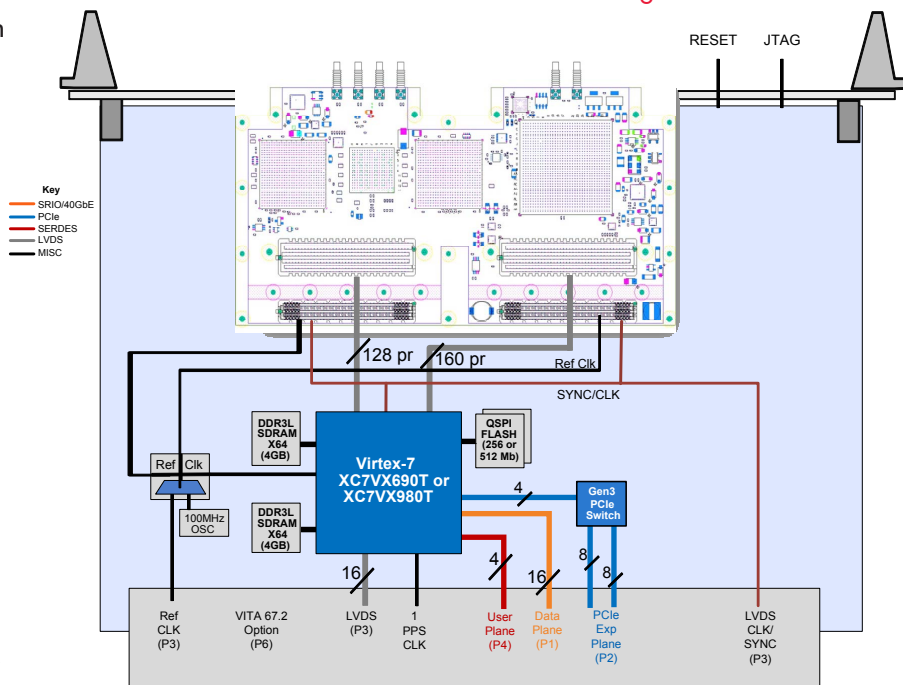 RESET
JTAG
Key
SRIO/40GbE
PCIe
SERDES
LVDS
MISC
128 pr
160 pr
Ref Clk
SYNC/CLK
DDR3L
SDRAM
X64
(4GB)
QSPI
FLASH
(256 or
512 Mb)
Virtex-7
XC7VX690T or
XC7VX980T
Ref Clk
100MHz
OSC
DDR3L
SDRAM
X64
(4GB)
4
Gen3
PCIe
Switch
16
4
16
8
8
Ref
CLK
(P3)
VITA 67.2
Option
(P6)
LVDS
(P3)
1
PPS
CLK
User
Plane
(P4)
Data
Plane
(P1)
PCIe
Exp
Plane
(P2)
LVDS
CLK/
SYNC
(P3)